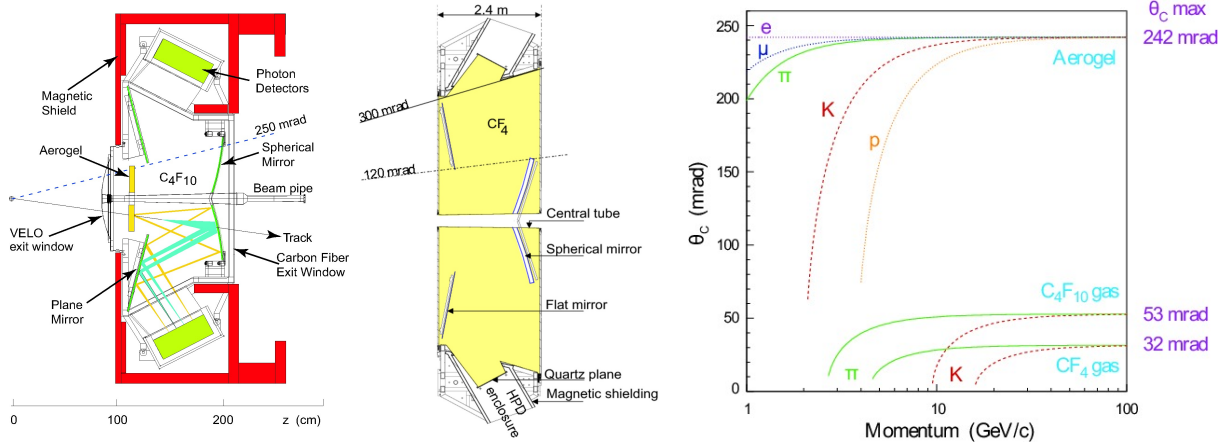 Magnetic
Shield
Photon
Detectors
250 mrad
Aerogel
C4F10
Spherical
Mirror
Beam pipe
VELO
exit window
Track
Carbon Fiber
Exit Window
Plane
Mirror
0
100
200
z (cm)
2.4 m
300 mrad
CF4
120 mrad
Central tube
Spherical mirror
Flat mirror
Quartz plane
Magnetic shielding
HPD
enclosure
θC (mrad)
250
200
150
100
50
0
e
μ
π
K
p
Aerogel
C4F10 gas
π
K
CF4 gas
θC max
242 mrad
53 mrad
32 mrad
1
10
100
Momentum (GeV/c)